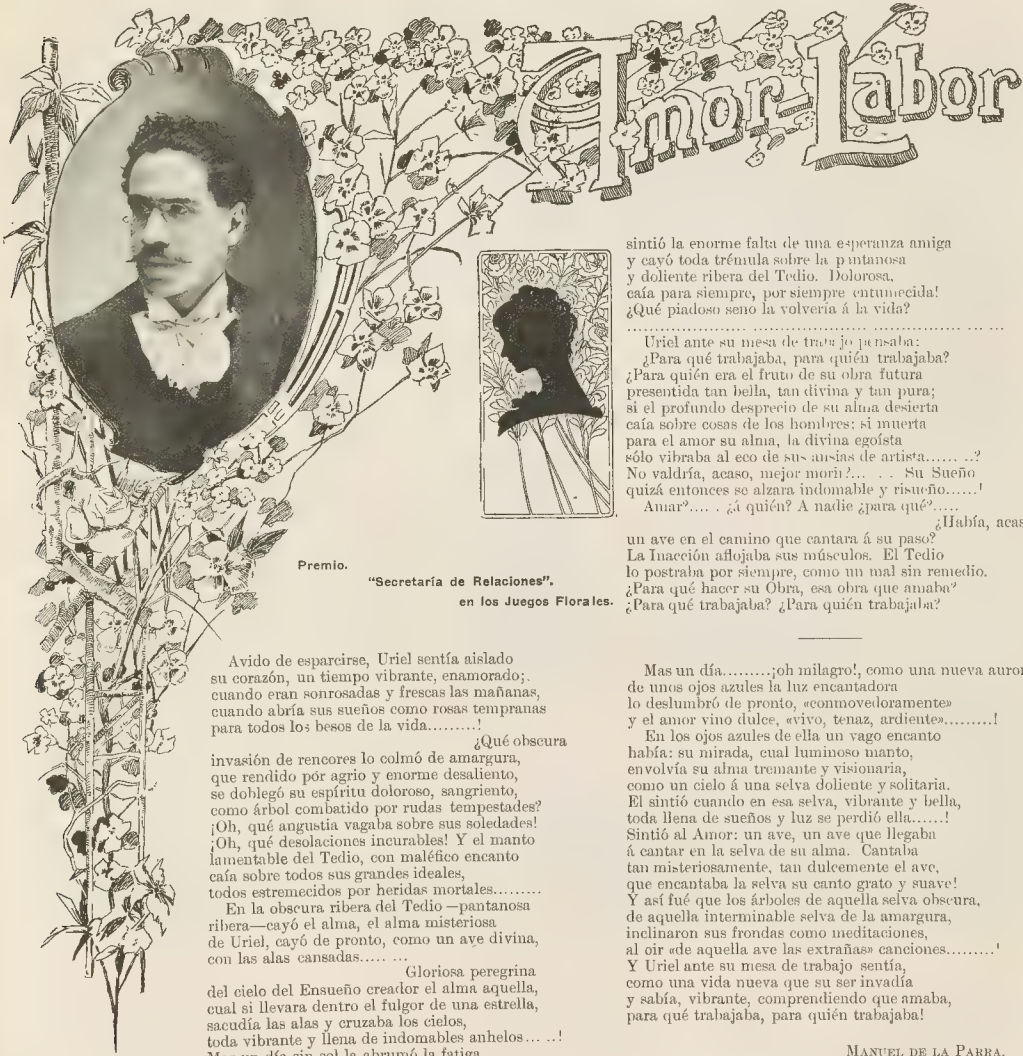 Amor Labor
Premio.
"Secretaría de Relaciones".
en los Juegos Florales.
Avido de esparcirse, Uriel sentía aislado
su corazón, un tiempo vibrante, enamorado;
cuando eran sonrosadas y frescas las mañanas,
cuando abría sus sueños como rosas tempranas
para todos los besos de la vida.........!
¿Qué obscura
invasión de rencores lo colmó de amargura,
que rendido pór agrio y enorme desaliento,
se doblegó su espíritu doloroso, sangriento,
como árbol combatido por rudas tempestades?
¡Oh, qué angustia vagaba sobre sus soledades!
¡Oh, qué desolaciones incurables! Y el manto
lamentable del Tedio, con maléfico encanto
caía sobre todos sus grandes ideales,
todos estremecidos por heridas mortales.........
En la obscura ribera del Tedio—pantanosa
ribera—cayó el alma, el alma misteriosa
de Uriel, cayó de pronto, como un ave divina,
con las alas cansadas..... ...
Gloriosa peregrina
del cielo del Ensueño creador el alma aquella,
cual si llevara dentro el fulgor de una estrella,
sacudía las alas y cruzaba los cielos,
toda vibrante y llena de indomables anhelos... ..!
Mas un día sin sol la abrumó la fatiga
sintió la enorme falta de una esperanza amiga
y cayó toda trémula sobre la pantanosa
y doliente ribera del Tedio. Dolorosa,
caía para siempre, por siempre entumecida!
¿Qué piadoso seno la volvería á la vida?
................................................................
Uriel ante su mesa de trabajo pensaba:
¿Para qué trabajaba, para quién trabajaba?
¿Para quién era el fruto de su obra futura
presentida tan bella, tan divina y tan pura;
si el profundo desprecio de su alma desierta
caía sobre cosas de los hombres; si muerta
para el amor su alma, la divina egoísta
sólo vibraba al eco de sus ansias de artista...... ..?
No valdría, acaso, mejor morir?... . . Su Sueño
quizá entonces se alzara indomable y risueño......!
Amar?.... . ¿á quién? A nadie ¿para qué?.....
¿Había, acas
un ave en el camino que cantara á su paso?
La Inacción aflojaba sus músculos. El Tedio
lo postraba por siempre, como un mal sin remedio.
¿Para qué hacer su Obra, esa obra que amaba?
¿Para qué trabajaba? ¿Para quién trabajaba?
Mas un día.........¡oh milagro!, como una nueva auror
de unos ojos azules la luz encantadora
lo deslumbró de pronto, «conmovedoramente»
y el amor vino dulce, «vivo, tenaz, ardiente».........!
En los ojos azules de ella un vago encanto
había: su mirada, cual luminoso manto,
envolvía su alma tremante y visionaria,
como un cielo á una selva doliente y solitaria.
El sintió cuando en esa selva, vibrante y bella,
toda llena de sueños y luz se perdió ella......!
Sintió al Amor: un ave, un ave que llegaba
á cantar en la selva de su alma. Cantaba
tan misteriosamente, tan dulcemente el ave,
que encantaba la selva su canto grato y suave!
Y así fué que los árboles de aquella selva obscura,
de aquella interminable selva de la amargura,
inclinaron sus frondas como meditaciones,
al oir «de aquella ave las extrañas» canciones.........!
Y Uriel ante su mesa de trabajo sentía,
como una vida nueva que su ser invadía
y sabía, vibrante, comprendiendo que amaba,
para qué trabajaba, para quién trabajaba!
MANUEL DE LA PARRA.